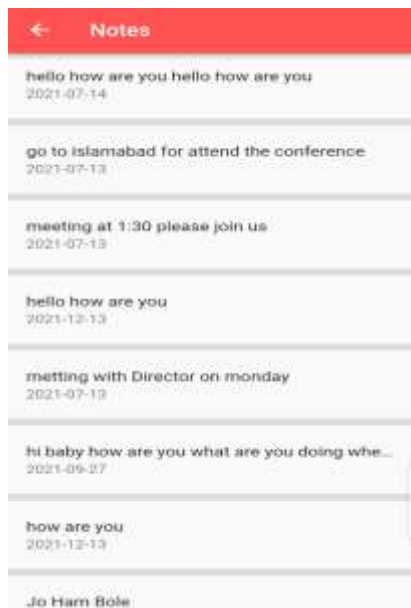 Notes
hello how are you hello how are you
2021-07-14
go to islamabad for attend the conference
2021-07-13
meeting at 1:30 please join us
2021-07-13
hello how are you
2021-12-13
metting with Director on monday
2021-07-13
hi baby how are you what are you doing whe...
2021-09-27
how are you
2021-12-13
Jo Ham Bole